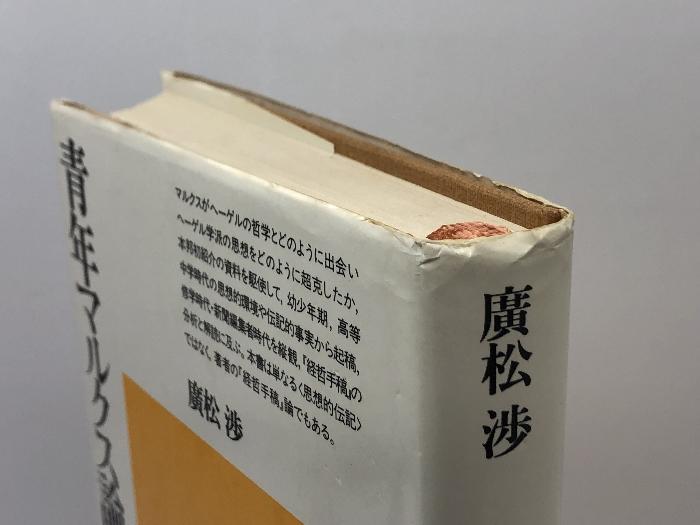 青年マルクス論
マルクスがヘーゲルの哲学とどのように出会い
ヘーゲル学派の思想をどのように超克したか,
本邦初紹介の資料を駆使して, 幼少年期, 高等
中学時代の思想的環境や伝記的事実から起稿,
修学時代・新聞編集者時代を縦観,『経哲手稿』の
分析と解読に及ぶ。本書は単なる〈思想的伝記〉
ではなく, 著者の「経哲手稿」論でもある。
廣松 渉
廣松 渉